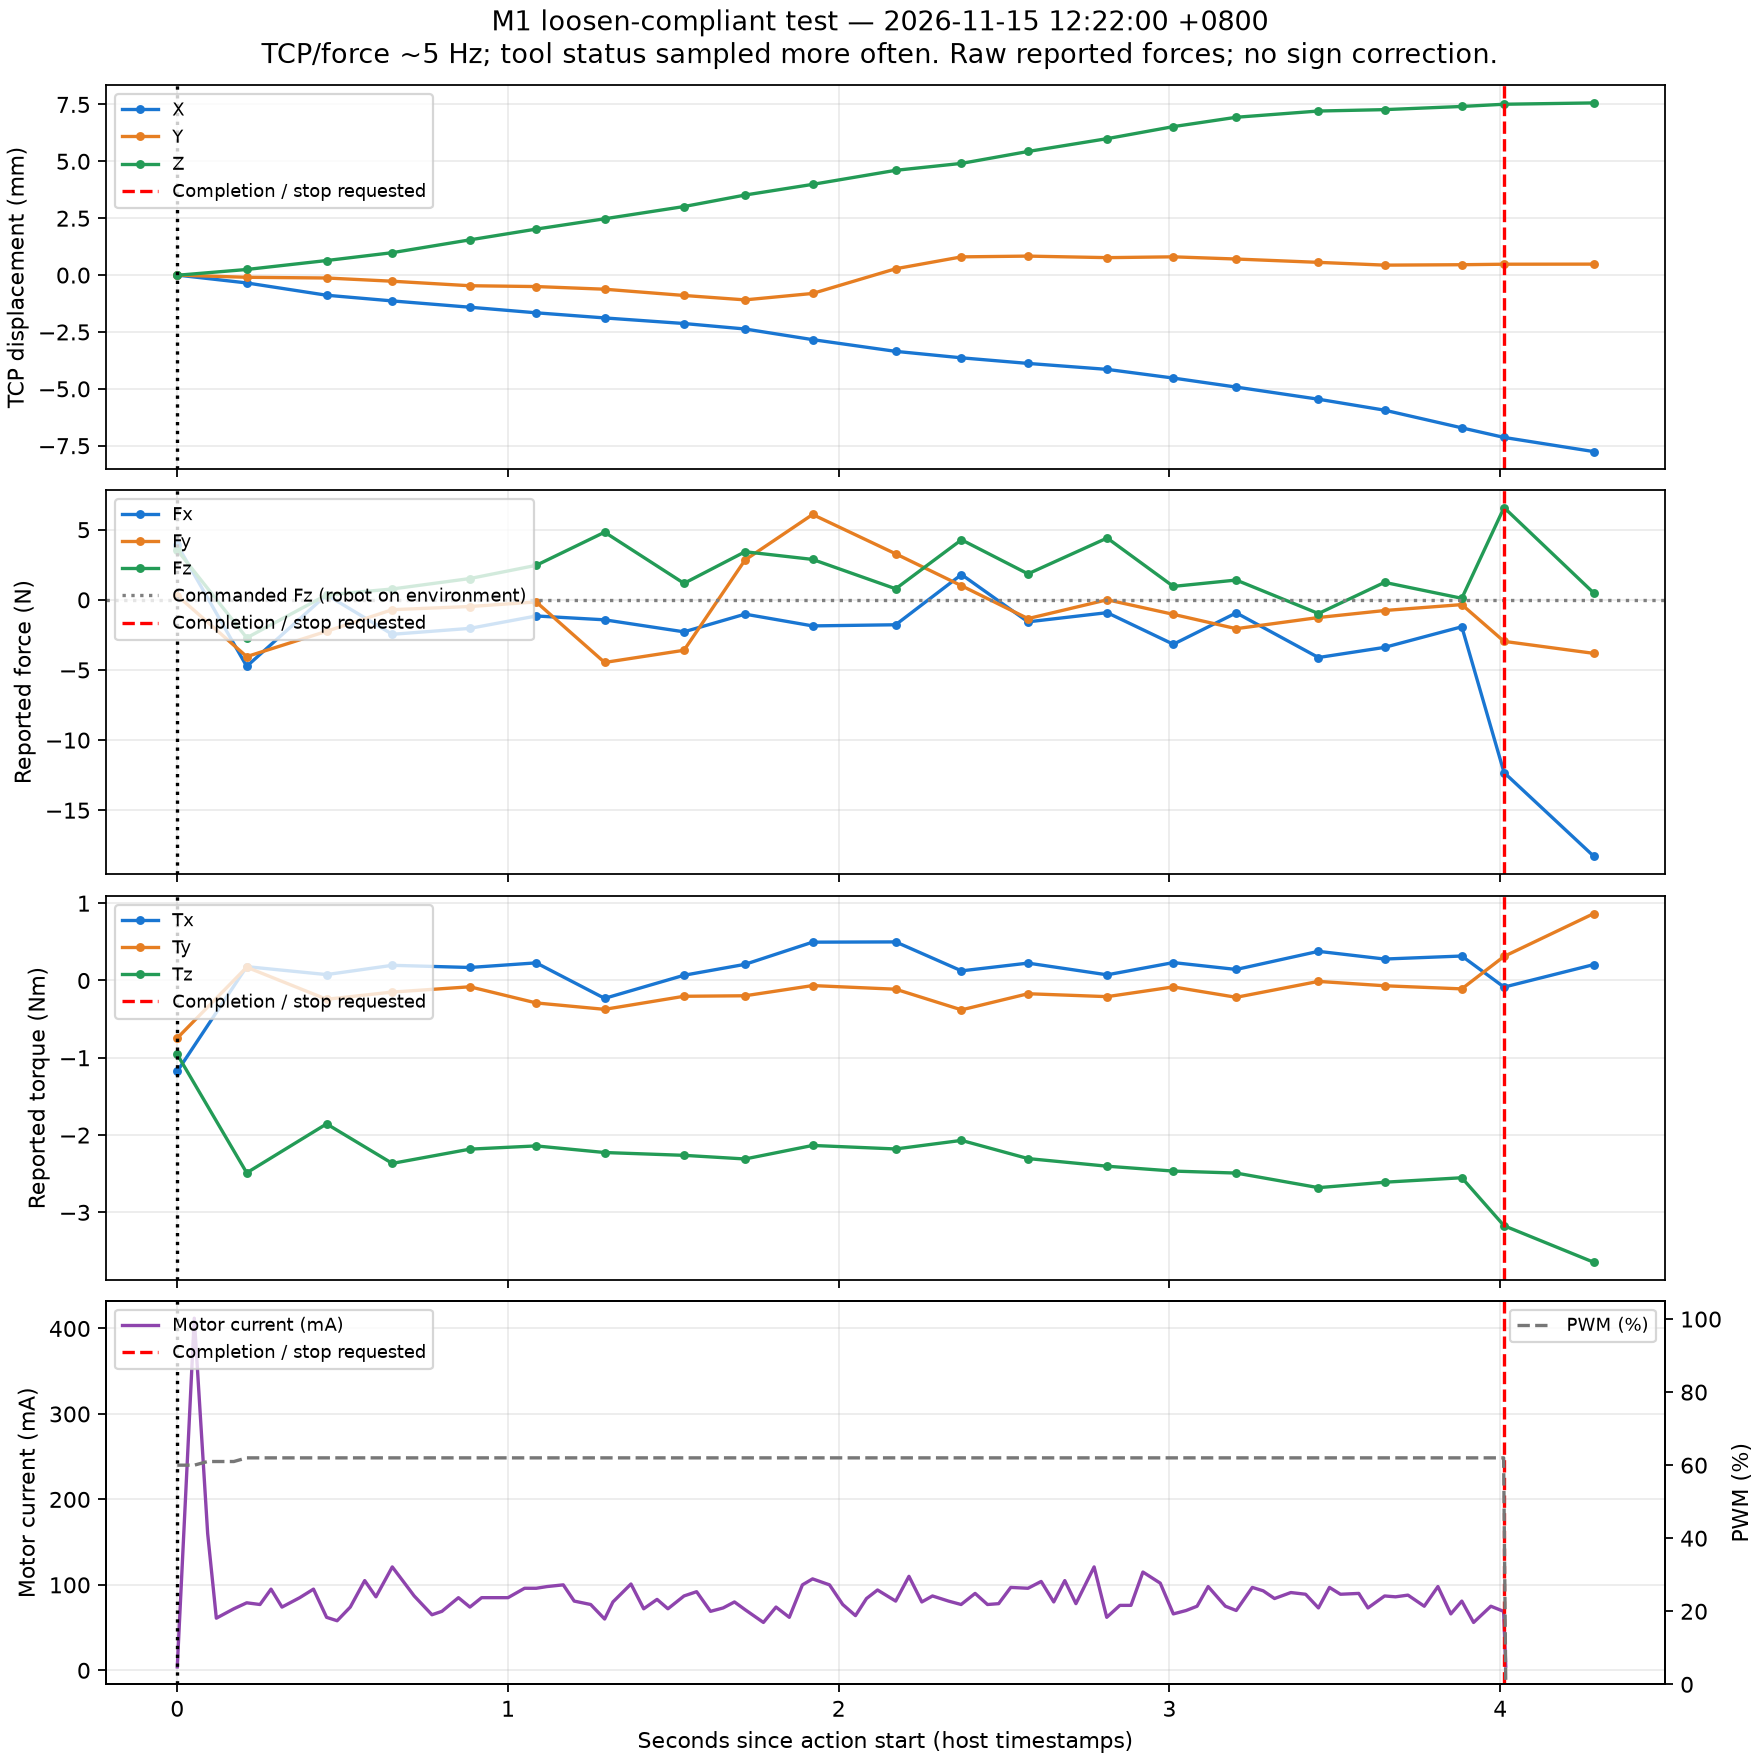 M1 loosen-compliant test — 2026-11-15 12:22:00 +0800
TCP/force ~5 Hz; tool status sampled more often. Raw reported forces; no sign correction.
TCP displacement (mm)
7.5
5.0
2.5
0.0
−2.5
−5.0
−7.5
X
Y
Z
Completion / stop requested
Reported force (N)
5
0
−5
−10
−15
Fx
Fy
Fz
Commanded Fz (robot on environment)
Completion / stop requested
Reported torque (Nm)
1
0
−1
−2
−3
Tx
Ty
Tz
Completion / stop requested
Motor current (mA)
400
300
200
100
0
Motor current (mA)
Completion / stop requested
PWM (%)
100
80
60
40
20
0
PWM (%)
0 1 2 3 4
Seconds since action start (host timestamps)